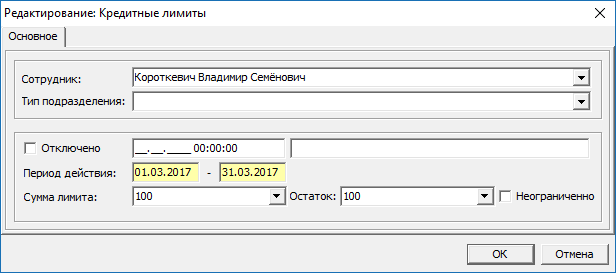 Редактирование: Кредитные лимиты
Основное
Сотрудник: Короткевич Владимир Семёнович
Тип подразделения:
Отключено __.__.____ 00:00:00
Период действия: 01.03.2017 - 31.03.2017
Сумма лимита: 100 Остаток: 100 Неограниченно
OK Отмена